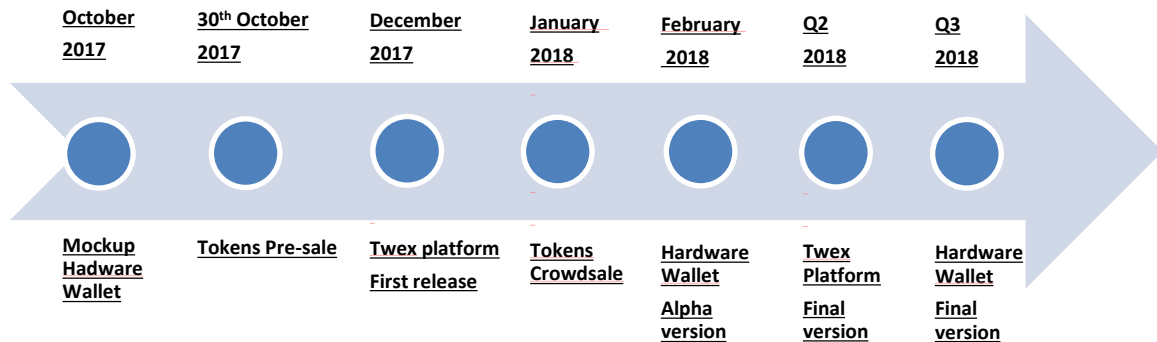 October
2017
30th October
2017
December
2017
January
2018
February
2018
Q2
2018
Q3
2018
Mockup
Hadware
Wallet
Tokens Pre-sale
Twex platform
First release
Tokens
Crowdsale
Hardware
Wallet
Alpha
version
Twex
Platform
Final
version
Hardware
Wallet
Final
version